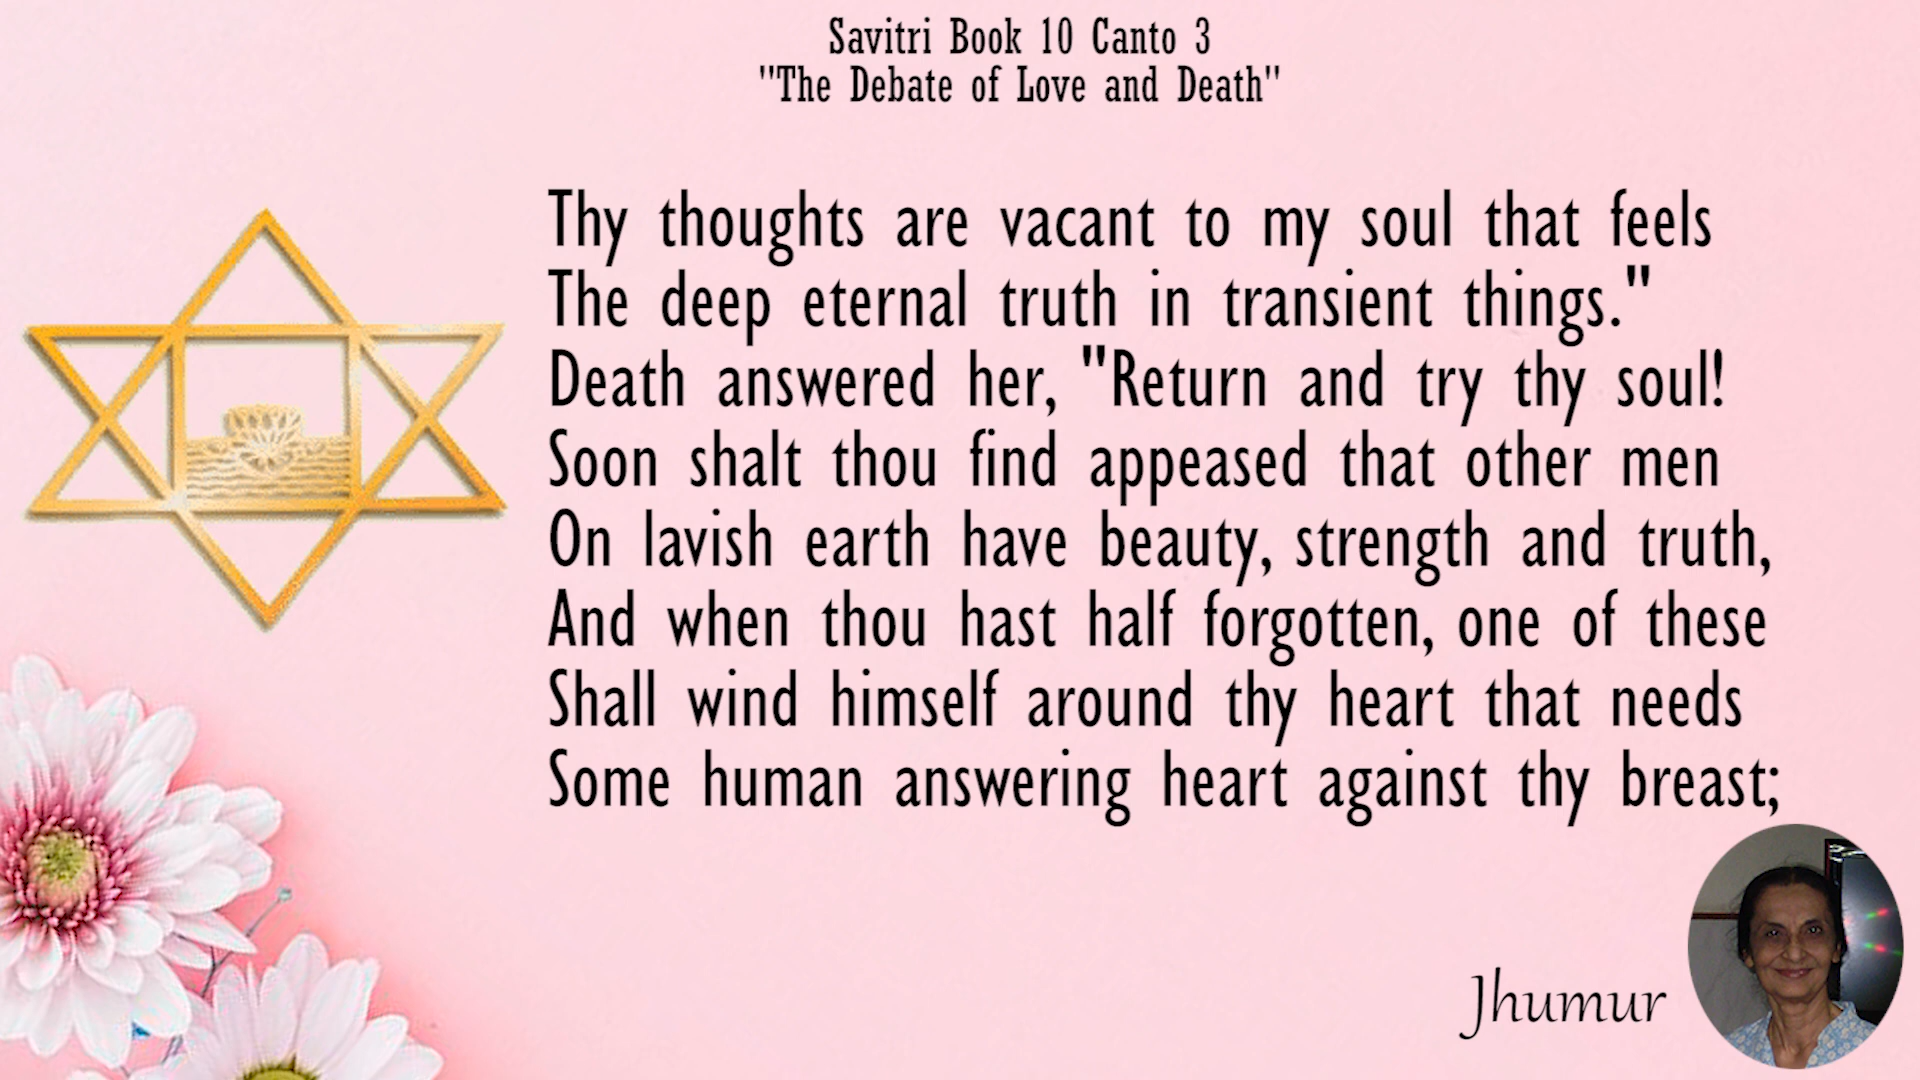 Savitri Book 10 Canto 3
"The Debate of Love and Death"
Thy thoughts are vacant to my soul that feels
The deep eternal truth in transient things."
Death answered her, "Return and try thy soul!
Soon shalt thou find appeased that other men
On lavish earth have beauty, strength and truth,
And when thou hast half forgotten, one of these
Shall wind himself around thy heart that needs
Some human answering heart against thy breast;
Jhumur